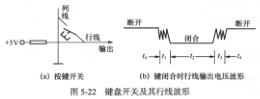 列
线
断开
断开
+5V
行线
输出
闭合
t₀ t₁ t₂ t₃ t₄
(a) 按键开关
(b) 键闭合时行线输出电压波形
图 5-22 键盘开关及其行线波形